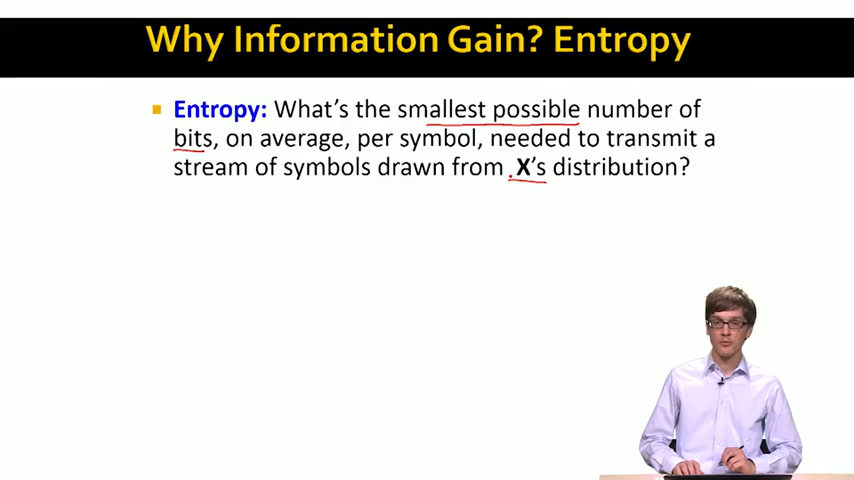 Why Information Gain? Entropy
Entropy: What's the smallest possible number of
bits, on average, per symbol, needed to transmit a
stream of symbols drawn from X's distribution?